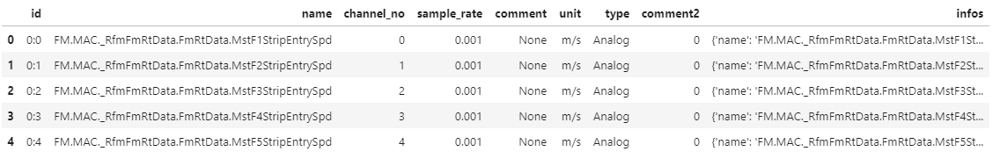 id name channel_no sample_rate comment unit type comment2 infos
0 0:0 FM.MAC._RfmFmRtData.FmRtData.MstF1StripEntrySpd 0 0.001 None m/s Analog 0 {'name': 'FM.MAC._RfmFmRtData.FmRtData.MstF1St...
1 0:1 FM.MAC._RfmFmRtData.FmRtData.MstF2StripEntrySpd 1 0.001 None m/s Analog 0 {'name': 'FM.MAC._RfmFmRtData.FmRtData.MstF2St...
2 0:2 FM.MAC._RfmFmRtData.FmRtData.MstF3StripEntrySpd 2 0.001 None m/s Analog 0 {'name': 'FM.MAC._RfmFmRtData.FmRtData.MstF3St...
3 0:3 FM.MAC._RfmFmRtData.FmRtData.MstF4StripEntrySpd 3 0.001 None m/s Analog 0 {'name': 'FM.MAC._RfmFmRtData.FmRtData.MstF4St...
4 0:4 FM.MAC._RfmFmRtData.FmRtData.MstF5StripEntrySpd 4 0.001 None m/s Analog 0 {'name': 'FM.MAC._RfmFmRtData.FmRtData.MstF5St...